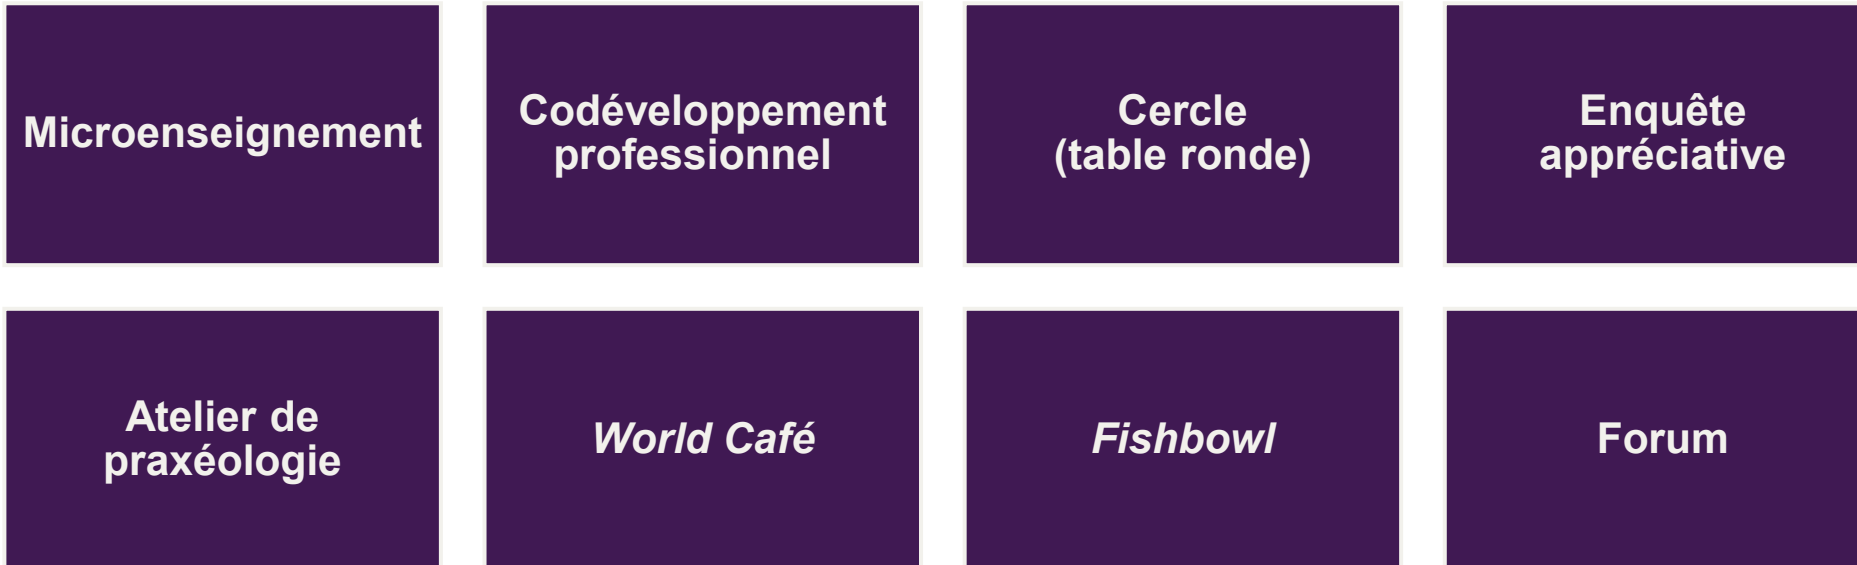 Microenseignement
Codéveloppement
professionnel
Cercle
(table ronde)
Enquête
appréciative
Atelier de
praxéologie
World Café
Fishbowl
Forum